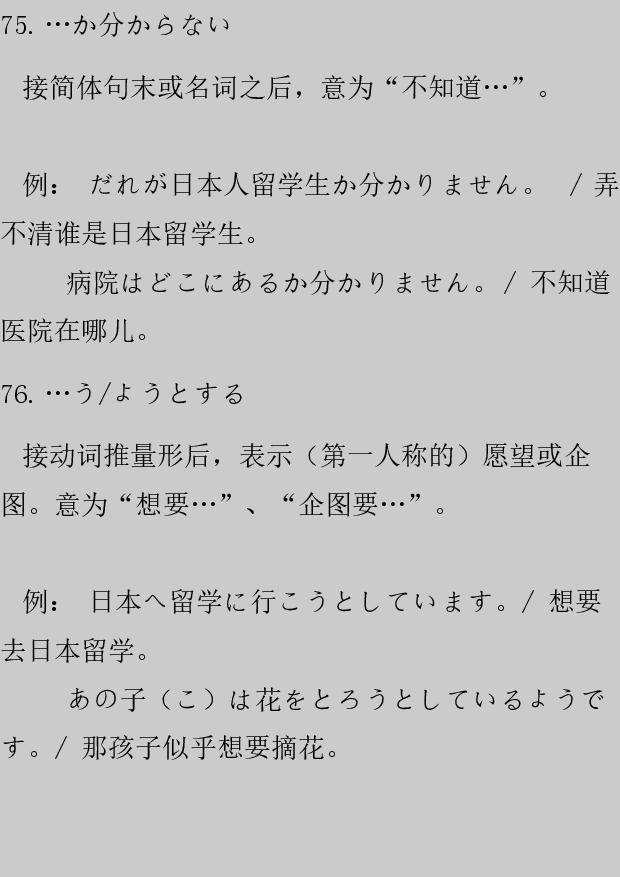 75. …か分からない
接简体句末或名词之后，意为“不知道…”。
例： だれが日本人留学生か分かりません。 / 弄
不清谁是日本留学生。
病院はどこにあるか分かりません。/ 不知道
医院在哪儿。
76. …う/ようとする
接动词推量形后，表示（第一人称的）愿望或企
图。意为“想要…”、“企图要…”。
例： 日本へ留学に行こうとしています。/ 想要
去日本留学。
あの子（こ）は花をとろうとしているようで
す。/ 那孩子似乎想要摘花。